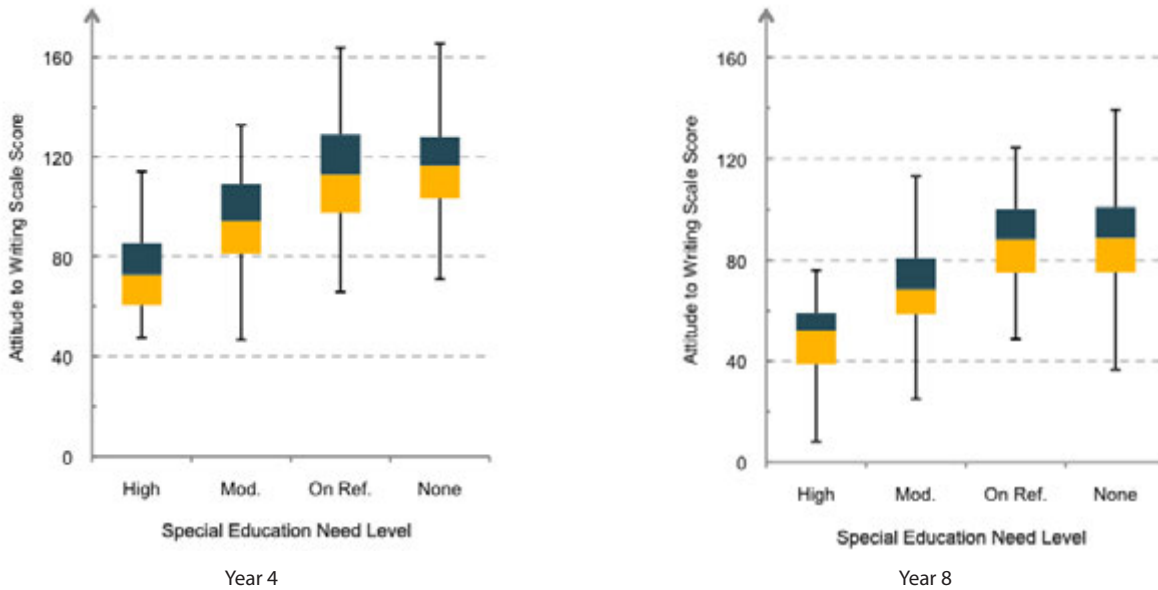 Attitude to Writing Scale Score
160
120
80
40
0
High Mod. On Ref. None
Special Education Need Level
Year 4
Attitude to Writing Scale Score
160
120
80
40
0
High Mod. On Ref. None
Special Education Need Level
Year 8